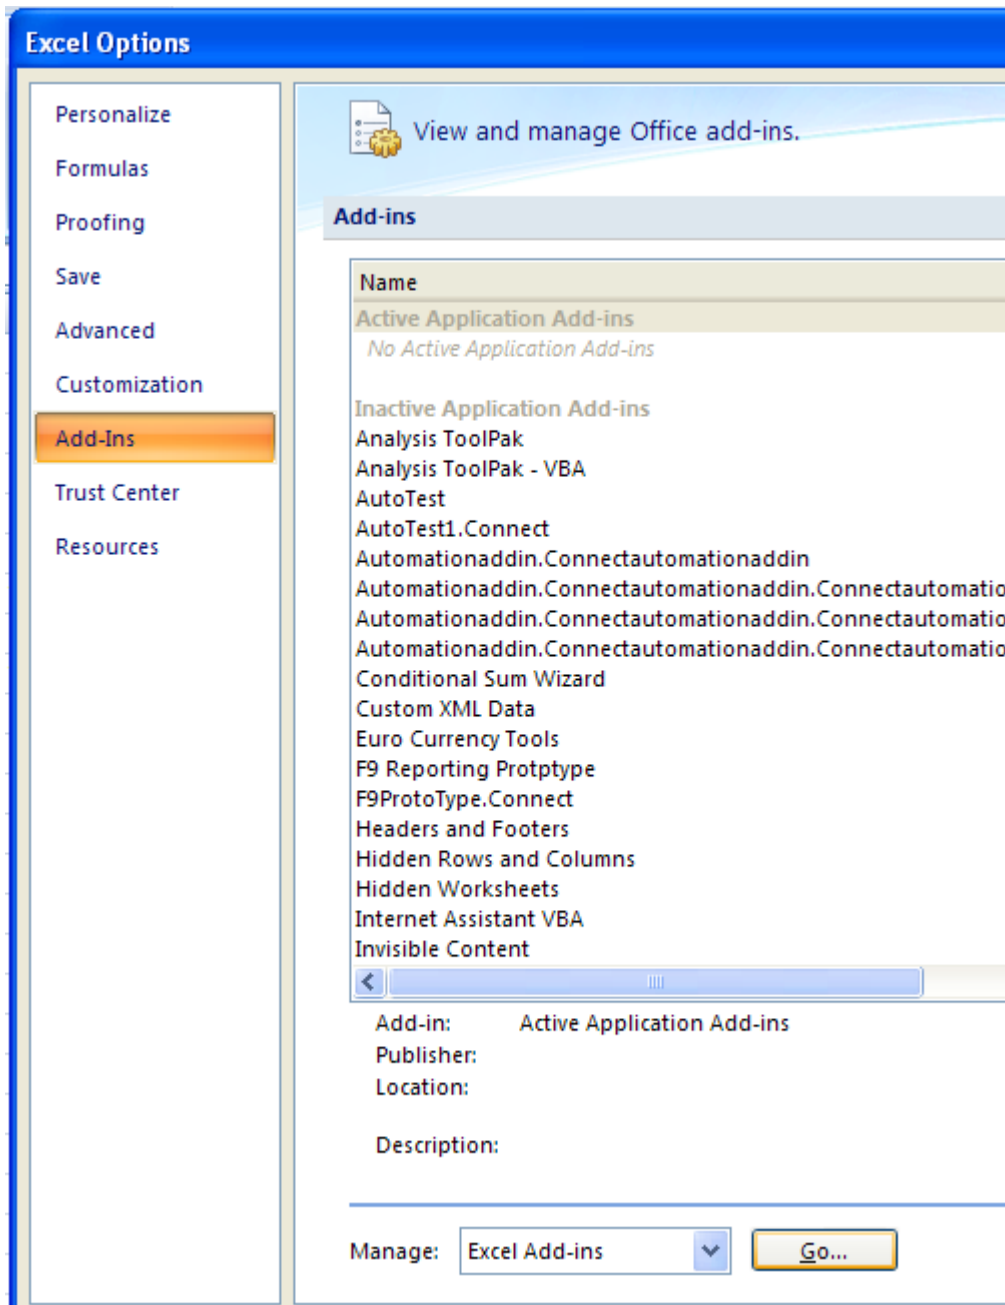 Excel Options
Personalize
Formulas
Proofing
Save
Advanced
Customization
Add-Ins
Trust Center
Resources
View and manage Office add-ins.
Add-ins
Name
Active Application Add-ins
No Active Application Add-ins
Inactive Application Add-ins
Analysis ToolPak
Analysis ToolPak - VBA
AutoTest
AutoTest1.Connect
Automationaddin.Connectautomationaddin
Automationaddin.Connectautomationaddin.Connectautomatio
Automationaddin.Connectautomationaddin.Connectautomatio
Automationaddin.Connectautomationaddin.Connectautomatio
Conditional Sum Wizard
Custom XML Data
Euro Currency Tools
F9 Reporting Protptype
F9ProtoType.Connect
Headers and Footers
Hidden Rows and Columns
Hidden Worksheets
Internet Assistant VBA
Invisible Content
Add-in: Active Application Add-ins
Publisher:
Location:
Description:
Manage: Excel Add-ins Go...